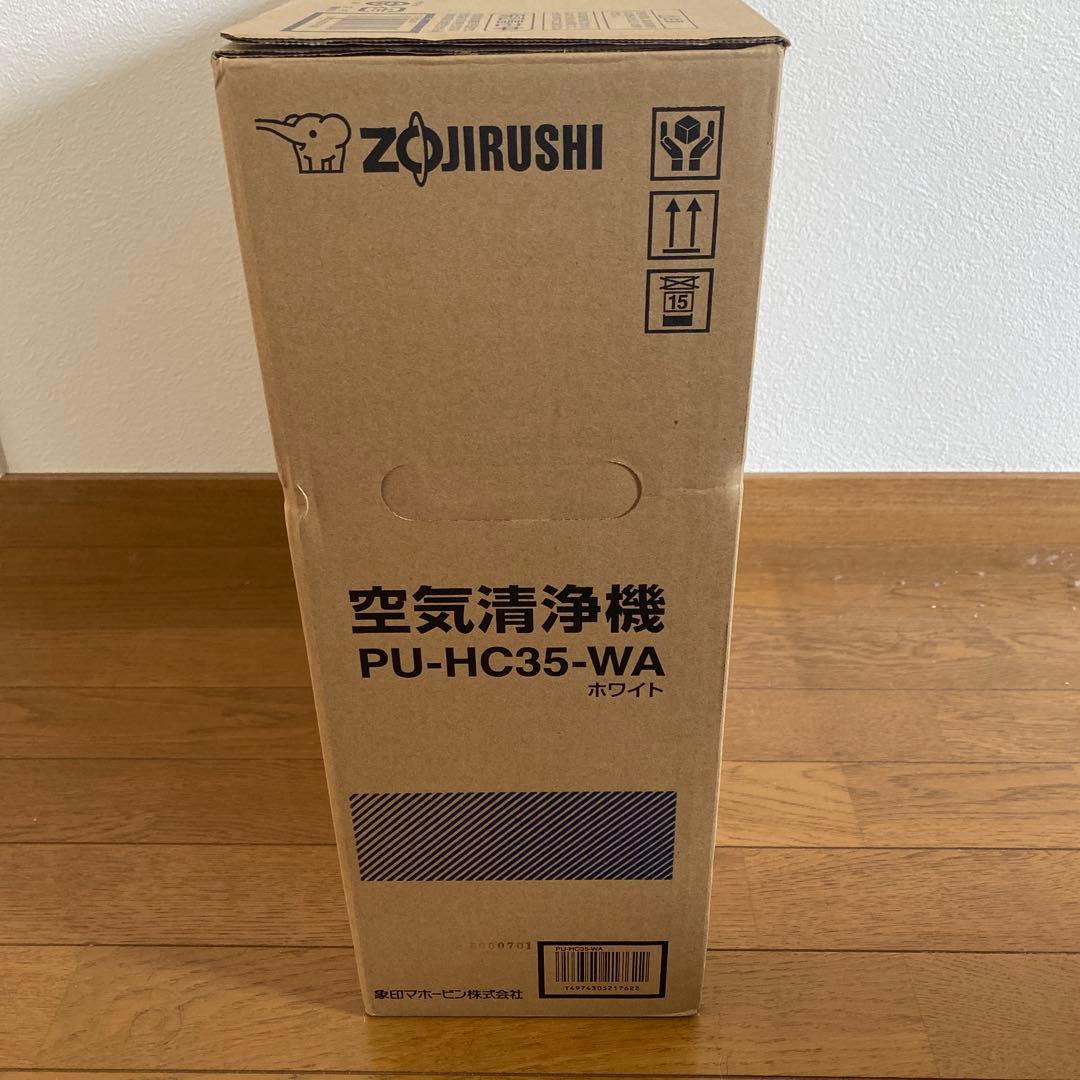 ZOJIRUSHI
15
空気清浄機
PU-HC35-WA
ホワイト
PU-HC35-WA
T4974305217622
象印マホービン株式会社